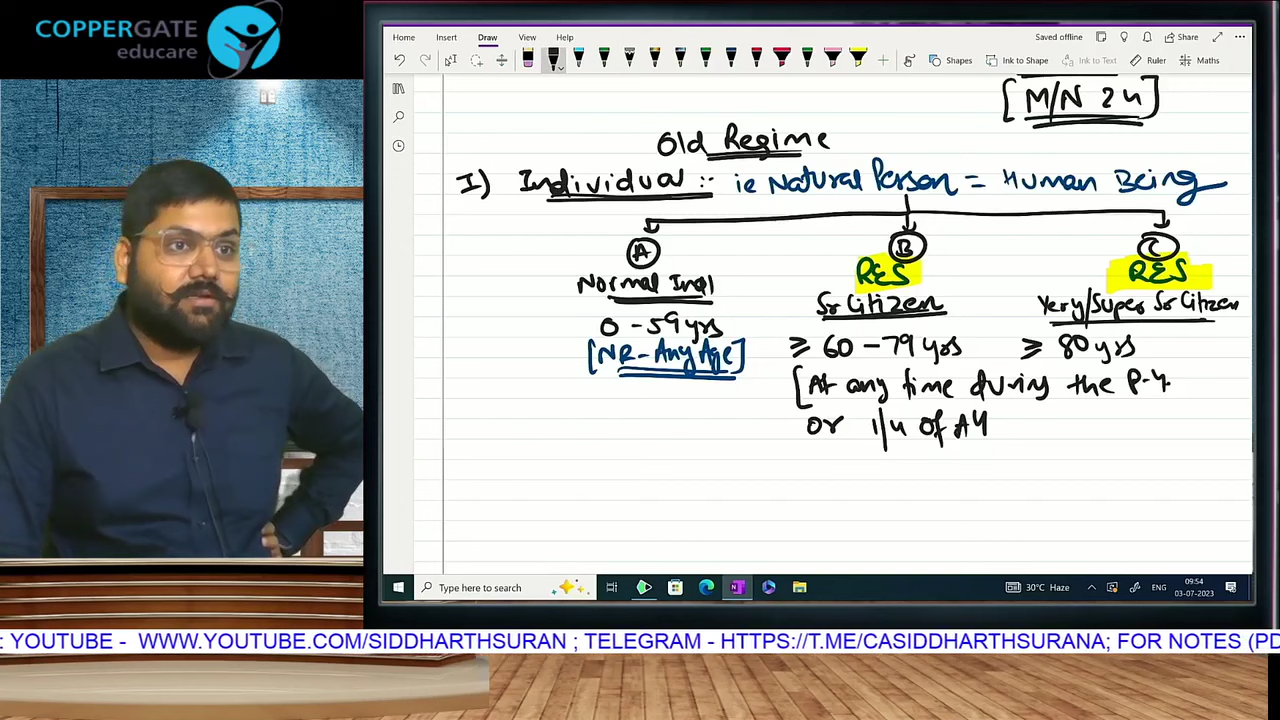 COPPERGATE
educare
Home Insert Draw View Help
Saved offline
Share
Shapes
Ink to Shape
Ink to Text
Ruler
Maths
[M/N 24]
Old Regime
I) Individual :- ie Natural Person = Human Being
A B C
Normal Indl
RES
RES
Sr Citizen
Very/Super Sr Citizen
0 - 59 yrs
≥ 60 - 79 yrs
≥ 80 yrs
[NR - Any Age]
[At any time during the P.Y.
or 1/4 of AY
Type here to search
30°C Haze
ENG
09:54
03-07-2023
: YOUTUBE - WWW.YOUTUBE.COM/SIDDHARTHSURAN ; TELEGRAM - HTTPS://T.ME/CASIDDHARTHSURANA; FOR NOTES (PD